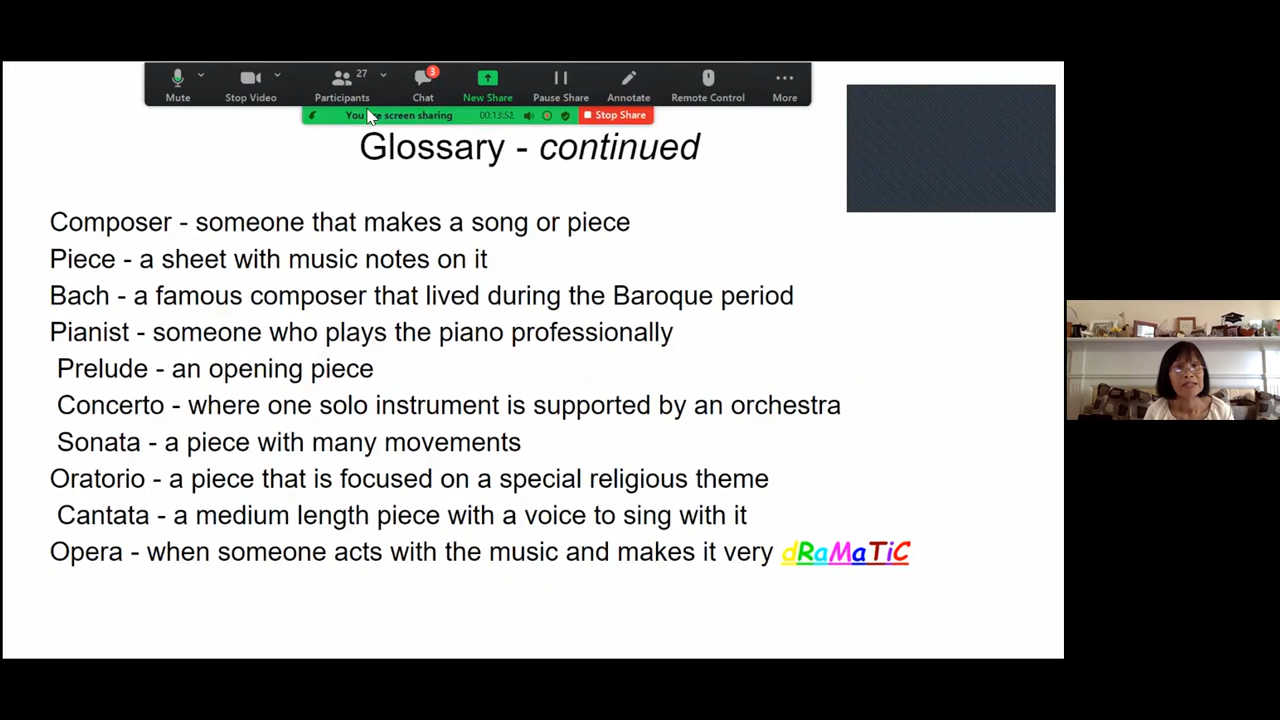 27
3
Mute
Stop Video
Participants
Chat
New Share
Pause Share
Annotate
Remote Control
More
screen sharing
00:13:52
Stop Share
Glossary - continued
Composer - someone that makes a song or piece
Piece - a sheet with music notes on it
Bach - a famous composer that lived during the Baroque period
Pianist - someone who plays the piano professionally
Prelude - an opening piece
Concerto - where one solo instrument is supported by an orchestra
Sonata - a piece with many movements
Oratorio - a piece that is focused on a special religious theme
Cantata - a medium length piece with a voice to sing with it
Opera - when someone acts with the music and makes it very dRaMaTiC